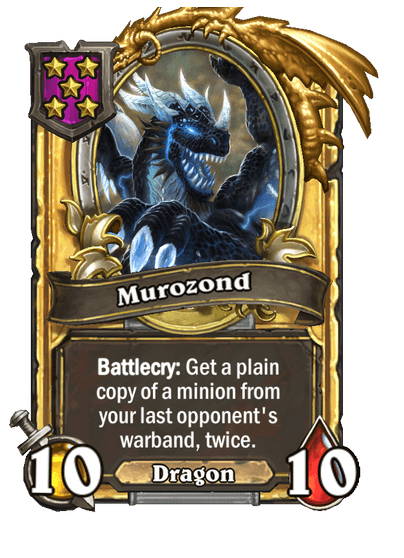 Murozond
Battlecry: Get a plain
copy of a minion from
your last opponent's
warband, twice.
10
Dragon
10